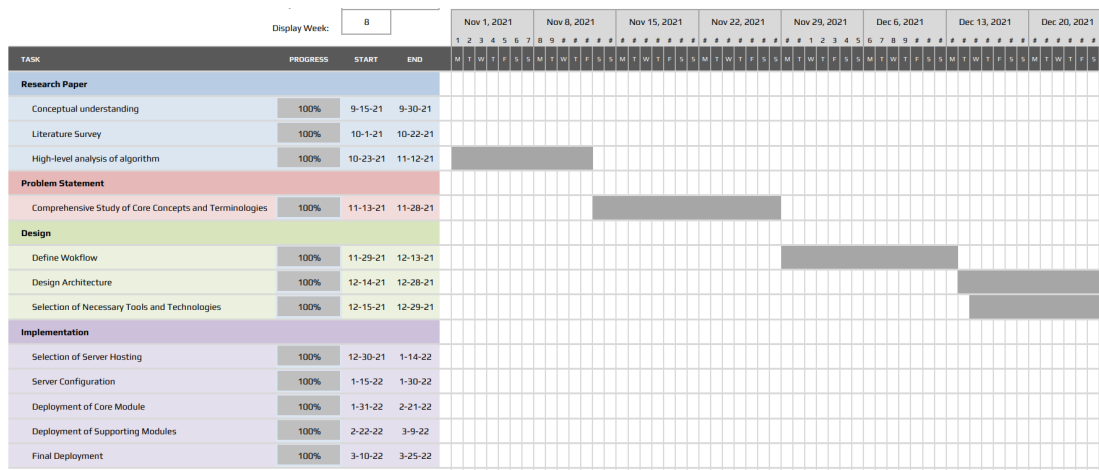 Display Week: 8
Nov 1, 2021 Nov 8, 2021 Nov 15, 2021 Nov 22, 2021 Nov 29, 2021 Dec 6, 2021 Dec 13, 2021 Dec 20, 2021
1 2 3 4 5 6 7 8 9 # # # # # # # # # # # # # # # # # # # # # 1 2 3 4 5 6 7 8 9 # # # # # # # # # # # # # # # # #
TASK PROGRESS START END M T W T F S S M T W T F S S M T W T F S S M T W T F S S M T W T F S S M T W T F S S M T W T F S S M T W T F S
Research Paper
Conceptual understanding 100% 9-15-21 9-30-21
Literature Survey 100% 10-1-21 10-22-21
High-level analysis of algorithm 100% 10-23-21 11-12-21
Problem Statement
Comprehensive Study of Core Concepts and Terminologies 100% 11-13-21 11-28-21
Design
Define Wokflow 100% 11-29-21 12-13-21
Design Architecture 100% 12-14-21 12-28-21
Selection of Necessary Tools and Technologies 100% 12-15-21 12-29-21
Implementation
Selection of Server Hosting 100% 12-30-21 1-14-22
Server Configuration 100% 1-15-22 1-30-22
Deployment of Core Module 100% 1-31-22 2-21-22
Deployment of Supporting Modules 100% 2-22-22 3-9-22
Final Deployment 100% 3-10-22 3-25-22